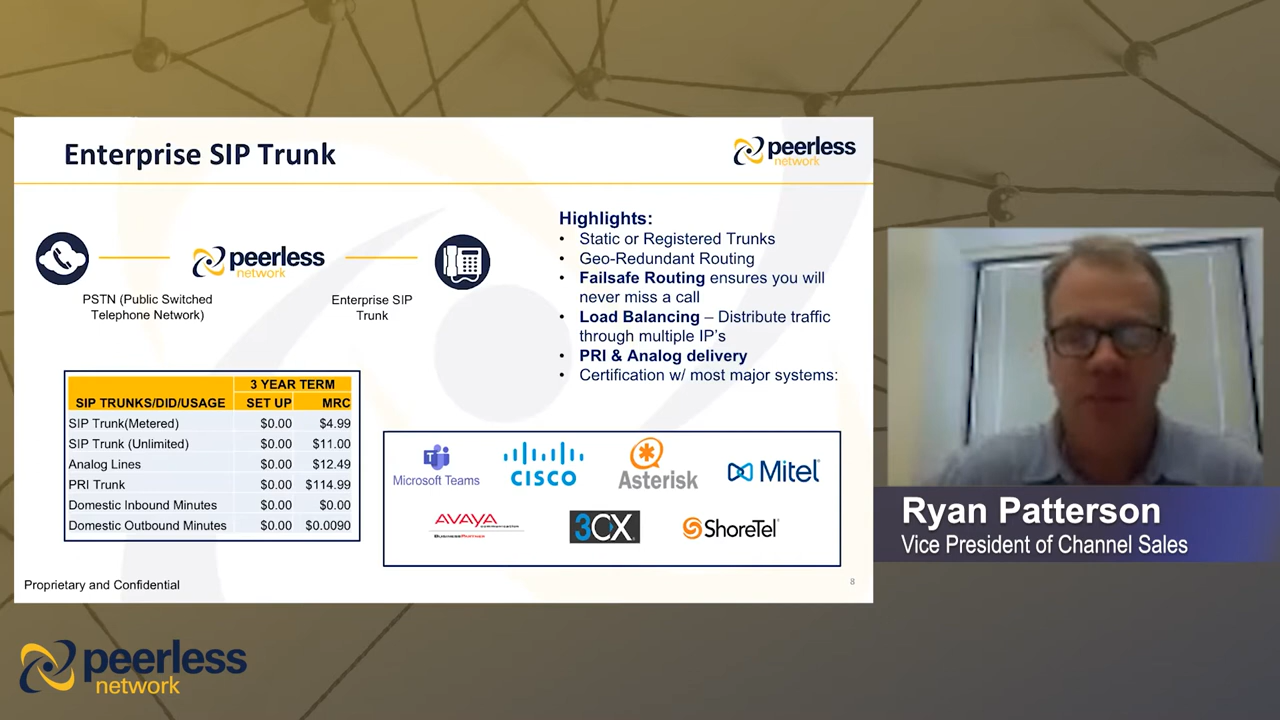 Enterprise SIP Trunk
peerless
network
peerless
network
PSTN (Public Switched
Telephone Network)
Enterprise SIP
Trunk
Highlights:
• Static or Registered Trunks
• Geo-Redundant Routing
• Failsafe Routing ensures you will
never miss a call
• Load Balancing – Distribute traffic
through multiple IP's
• PRI & Analog delivery
• Certification w/ most major systems:
3 YEAR TERM
SIP TRUNKS/DID/USAGE SET UP MRC
SIP Trunk(Metered) $0.00 $4.99
SIP Trunk (Unlimited) $0.00 $11.00
Analog Lines $0.00 $12.49
PRI Trunk $0.00 $114.99
Domestic Inbound Minutes $0.00 $0.00
Domestic Outbound Minutes $0.00 $0.0090
Microsoft Teams
CISCO
Asterisk
Mitel
AVAYA communication
BusinessPartner
3CX
ShoreTel
Proprietary and Confidential
8
Ryan Patterson
Vice President of Channel Sales
peerless
network